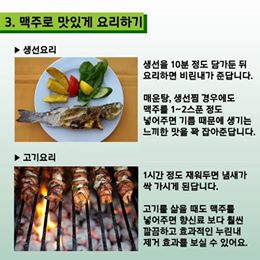 3. 맥주로 맛있게 요리하기
▶ 생선요리
생선을 10분 정도 담가둔 뒤
요리하면 비린내가 준답니다.
매운탕, 생선찜 경우에도
맥주를 1~2스푼 정도
넣어주면 기름 때문에 생기는
느끼한 맛을 꽉 잡아준답니다.
▶ 고기요리
1시간 정도 재워두면 냄새가
싹 가시게 된답니다.
고기를 삶을 때도 맥주를
넣어주면 향신료 보다 훨씬
깔끔하고 효과적인 누린내
제거 효과를 보실 수 있어요.